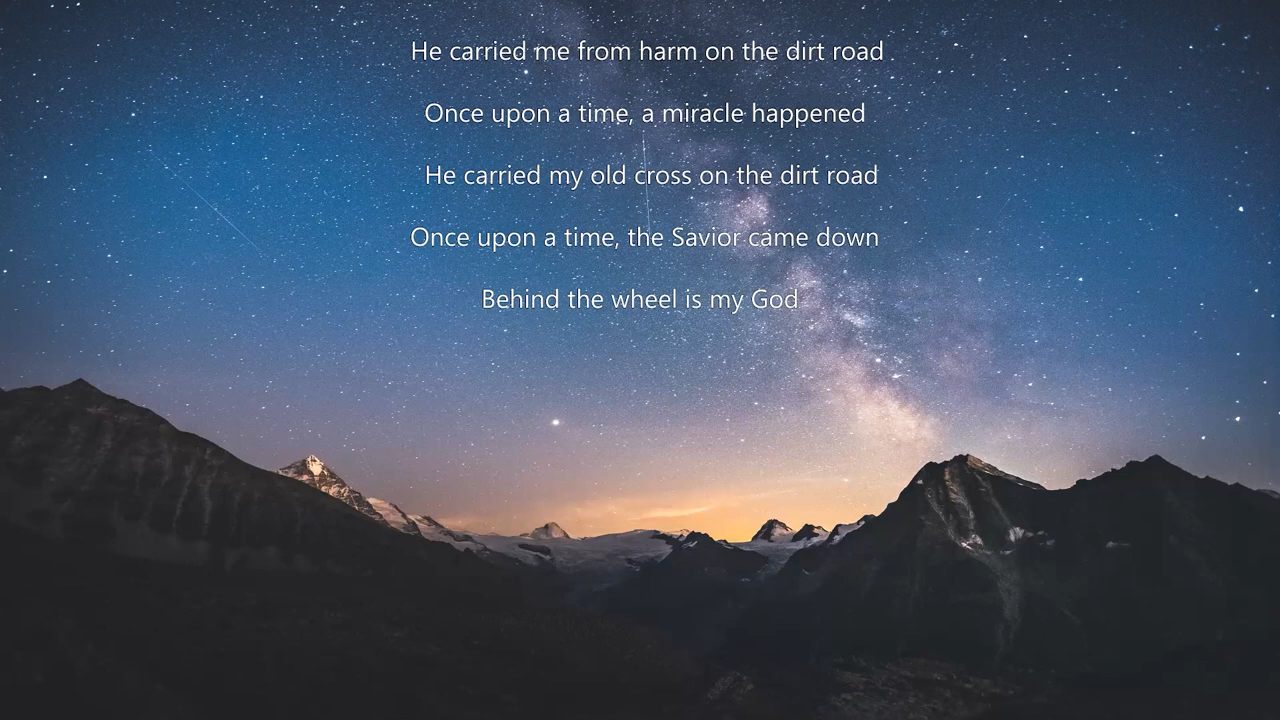 He carried me from harm on the dirt road
Once upon a time, a miracle happened
He carried my old cross on the dirt road
Once upon a time, the Savior came down
Behind the wheel is my God